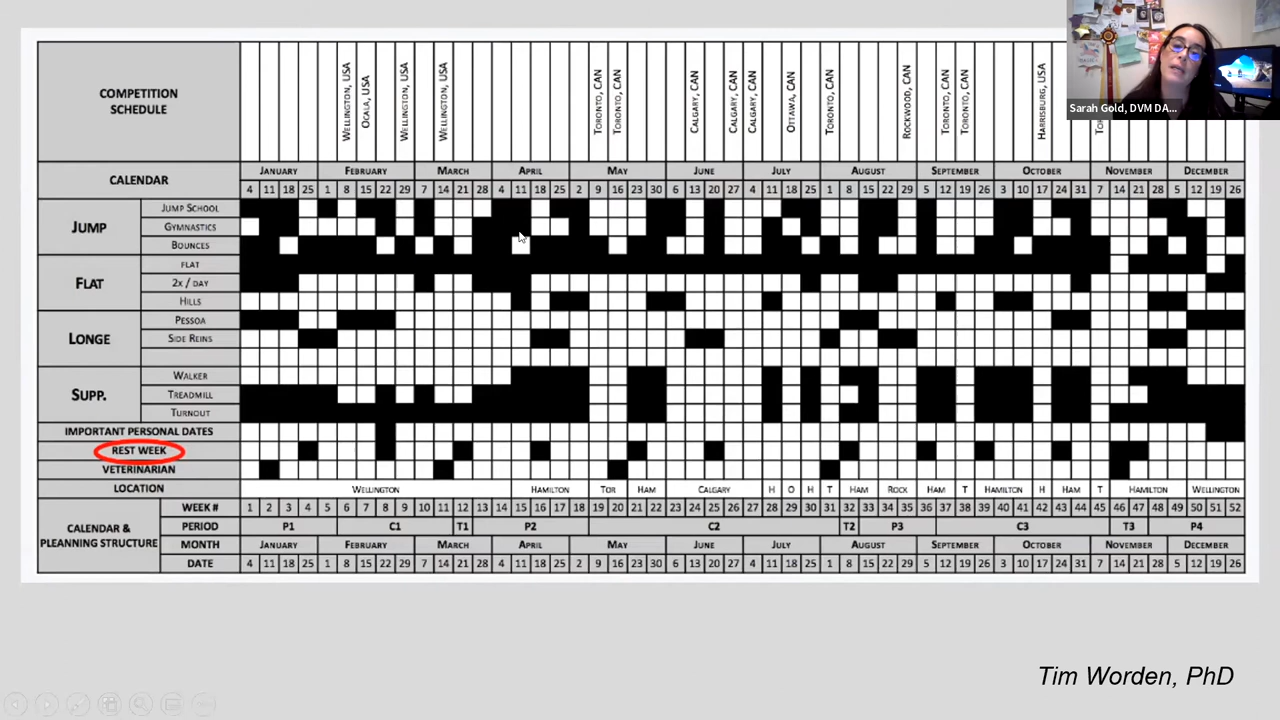 COMPETITION
SCHEDULE
WELLINGTON, USA
OCALA, USA
WELLINGTON, USA
WELLINGTON, USA
TORONTO, CAN
TORONTO, CAN
CALGARY, CAN
CALGARY, CAN
CALGARY, CAN
OTTAWA, CAN
TORONTO, CAN
ROCKWOOD, CAN
TORONTO, CAN
TORONTO, CAN
HARRISBURG, USA
Sarah Gold, DVM DA...
CALENDAR
JANUARY FEBRUARY MARCH APRIL MAY JUNE JULY AUGUST SEPTEMBER OCTOBER NOVEMBER DECEMBER
4 11 18 25 1 8 15 22 29 7 14 21 28 4 11 18 25 2 9 16 23 30 6 13 20 27 4 11 18 25 1 8 15 22 29 5 12 19 26 3 10 17 24 31 7 14 21 28 5 12 19 26
JUMP
JUMP SCHOOL
GYMNASTICS
BOUNCES
FLAT
FLAT
2X / DAY
HILLS
LONGE
PESSOA
SIDE REINS
SUPP.
WALKER
TREADMILL
TURNOUT
IMPORTANT PERSONAL DATES
REST WEEK
VETERINARIAN
LOCATION WELLINGTON HAMILTON TOR HAM CALGARY H O H T HAM ROCK HAM T HAMILTON H HAM T HAMILTON WELLINGTON
CALENDAR &
PLEANNING STRUCTURE
WEEK # 1 2 3 4 5 6 7 8 9 10 11 12 13 14 15 16 17 18 19 20 21 22 23 24 25 26 27 28 29 30 31 32 33 34 35 36 37 38 39 40 41 42 43 44 45 46 47 48 49 50 51 52
PERIOD P1 C1 T1 P2 C2 T2 P3 C3 T3 P4
MONTH JANUARY FEBRUARY MARCH APRIL MAY JUNE JULY AUGUST SEPTEMBER OCTOBER NOVEMBER DECEMBER
DATE 4 11 18 25 1 8 15 22 29 7 14 21 28 4 11 18 25 2 9 16 23 30 6 13 20 27 4 11 18 25 1 8 15 22 29 5 12 19 26 3 10 17 24 31 7 14 21 28 5 12 19 26
Tim Worden, PhD